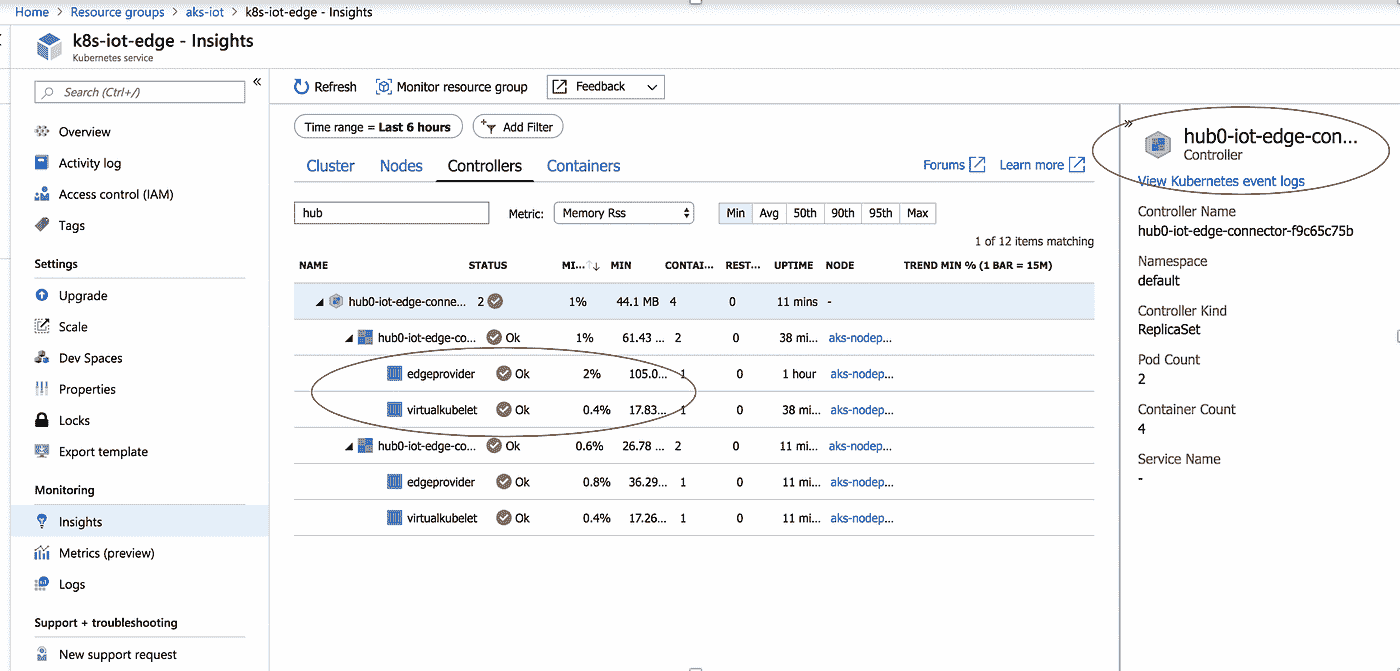 Home > Resource groups > aks-iot > k8s-iot-edge - Insights
k8s-iot-edge - Insights
Kubernetes service
«
Search (Ctrl+/)
Overview
Activity log
Access control (IAM)
Tags
Settings
Upgrade
Scale
Dev Spaces
Properties
Locks
Export template
Monitoring
Insights
Metrics (preview)
Logs
Support + troubleshooting
New support request
Refresh Monitor resource group Feedback
Time range = Last 6 hours Add Filter
Cluster Nodes Controllers Containers Forums Learn more
hub Metric: Memory Rss Min Avg 50th 90th 95th Max
1 of 12 items matching
NAME STATUS MI...↑↓ MIN CONTAI... REST... UPTIME NODE TREND MIN % (1 BAR = 15M)
hub0-iot-edge-conne... 2 1% 44.1 MB 4 0 11 mins -
hub0-iot-edge-co... Ok 1% 61.43 ... 2 0 38 mi... aks-nodep...
edgeprovider Ok 2% 105.0... 1 0 1 hour aks-nodep...
virtualkubelet Ok 0.4% 17.83... 1 0 38 mi... aks-nodep...
hub0-iot-edge-co... Ok 0.6% 26.78 ... 2 0 11 mi... aks-nodep...
edgeprovider Ok 0.8% 36.29... 1 0 11 mi... aks-nodep...
virtualkubelet Ok 0.4% 17.26... 1 0 11 mi... aks-nodep...
»
hub0-iot-edge-con...
Controller
View Kubernetes event logs
Controller Name
hub0-iot-edge-connector-f9c65c75b
Namespace
default
Controller Kind
ReplicaSet
Pod Count
2
Container Count
4
Service Name
-